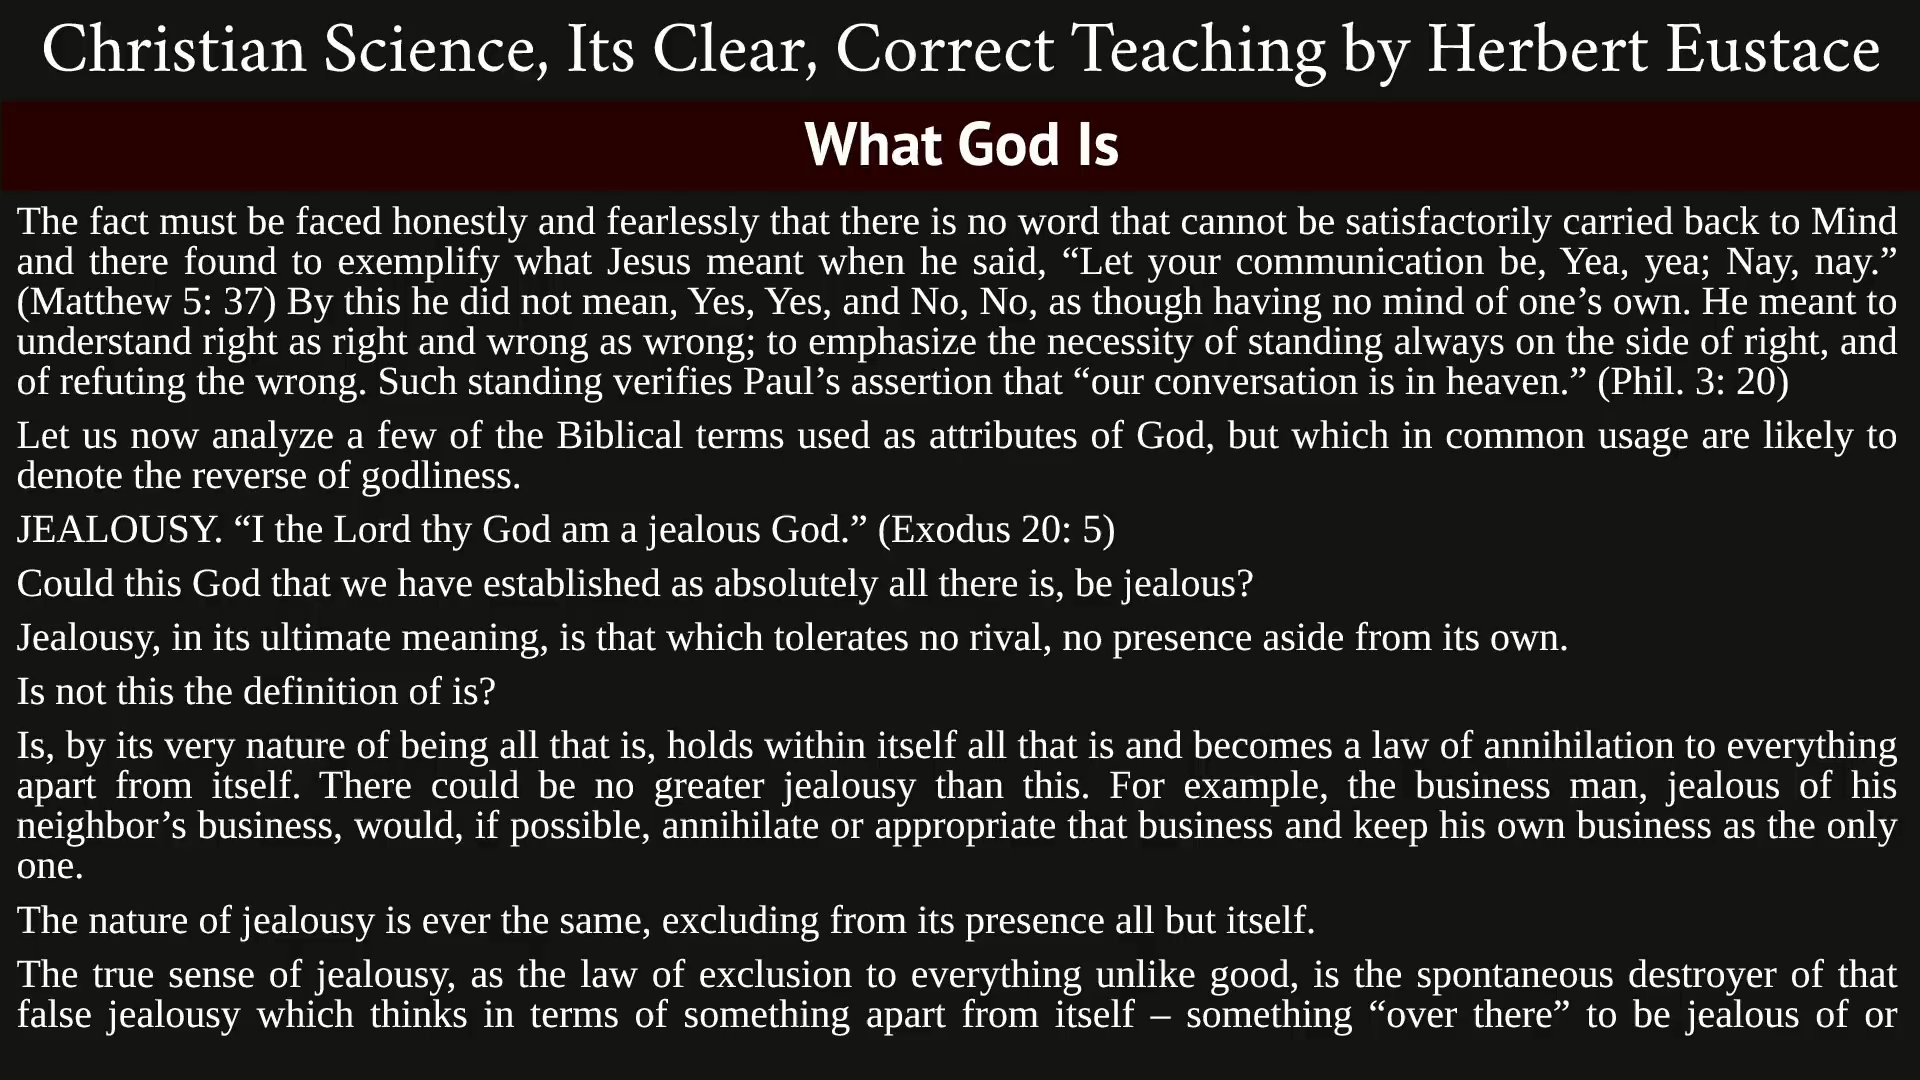 Christian Science, Its Clear, Correct Teaching by Herbert Eustace
What God Is
The fact must be faced honestly and fearlessly that there is no word that cannot be satisfactorily carried back to Mind
and there found to exemplify what Jesus meant when he said, “Let your communication be, Yea, yea; Nay, nay.”
(Matthew 5: 37) By this he did not mean, Yes, Yes, and No, No, as though having no mind of one’s own. He meant to
understand right as right and wrong as wrong; to emphasize the necessity of standing always on the side of right, and
of refuting the wrong. Such standing verifies Paul’s assertion that “our conversation is in heaven.” (Phil. 3: 20)
Let us now analyze a few of the Biblical terms used as attributes of God, but which in common usage are likely to
denote the reverse of godliness.
JEALOUSY. “I the Lord thy God am a jealous God.” (Exodus 20: 5)
Could this God that we have established as absolutely all there is, be jealous?
Jealousy, in its ultimate meaning, is that which tolerates no rival, no presence aside from its own.
Is not this the definition of is?
Is, by its very nature of being all that is, holds within itself all that is and becomes a law of annihilation to everything
apart from itself. There could be no greater jealousy than this. For example, the business man, jealous of his
neighbor’s business, would, if possible, annihilate or appropriate that business and keep his own business as the only
one.
The nature of jealousy is ever the same, excluding from its presence all but itself.
The true sense of jealousy, as the law of exclusion to everything unlike good, is the spontaneous destroyer of that
false jealousy which thinks in terms of something apart from itself – something “over there” to be jealous of or